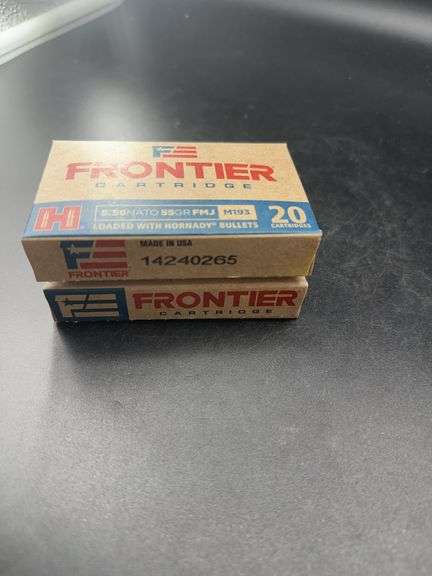 FRONTIER
CARTRIDGE
5.56 NATO 55GR FMJ M193
20
CARTRIDGES
LOADED WITH HORNADY® BULLETS
H
MADE IN USA
FRONTIER
14240265
FRONTIER
CARTRIDGE